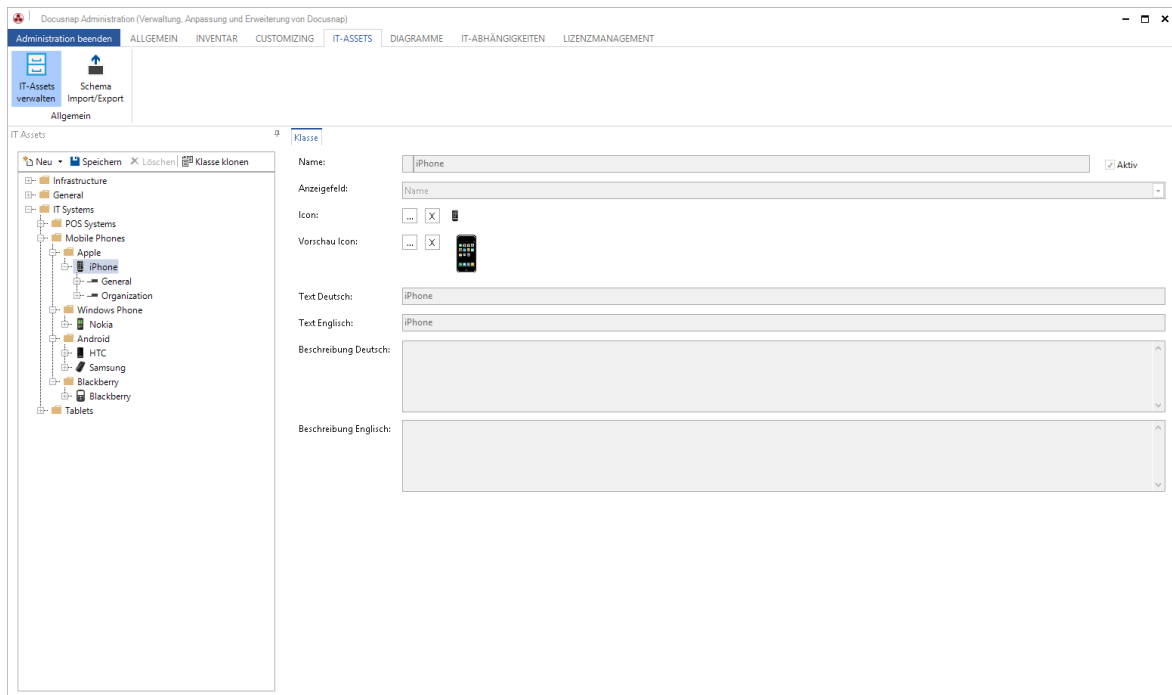 Docusnap Administration (Verwaltung, Anpassung und Erweiterung von Docusnap)
Administration beenden ALLGEMEIN INVENTAR CUSTOMIZING IT-ASSETS DIAGRAMME IT-ABHÄNGIGKEITEN LIZENZMANAGEMENT
IT-Assets verwalten
Schema Import/Export
Allgemein
IT Assets
Neu Speichern Löschen Klasse klonen
Infrastructure
General
IT Systems
POS Systems
Mobile Phones
Apple
iPhone
General
Organization
Windows Phone
Nokia
Android
HTC
Samsung
Blackberry
Blackberry
Tablets
Klasse
Name: iPhone Aktiv
Anzeigefeld: Name
Icon: ... X
Vorschau Icon: ... X
Text Deutsch: iPhone
Text Englisch: iPhone
Beschreibung Deutsch:
Beschreibung Englisch: